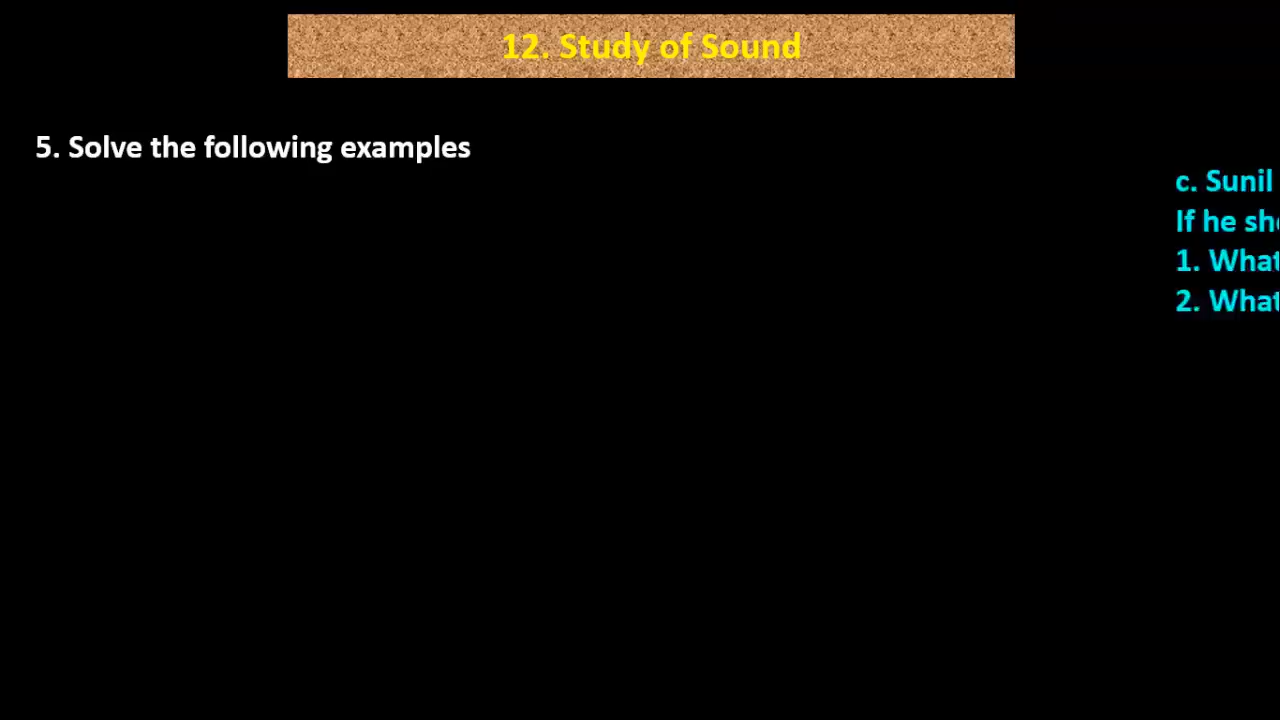 12. Study of Sound
5. Solve the following examples
c. Sunil
If he sh
1. What
2. What